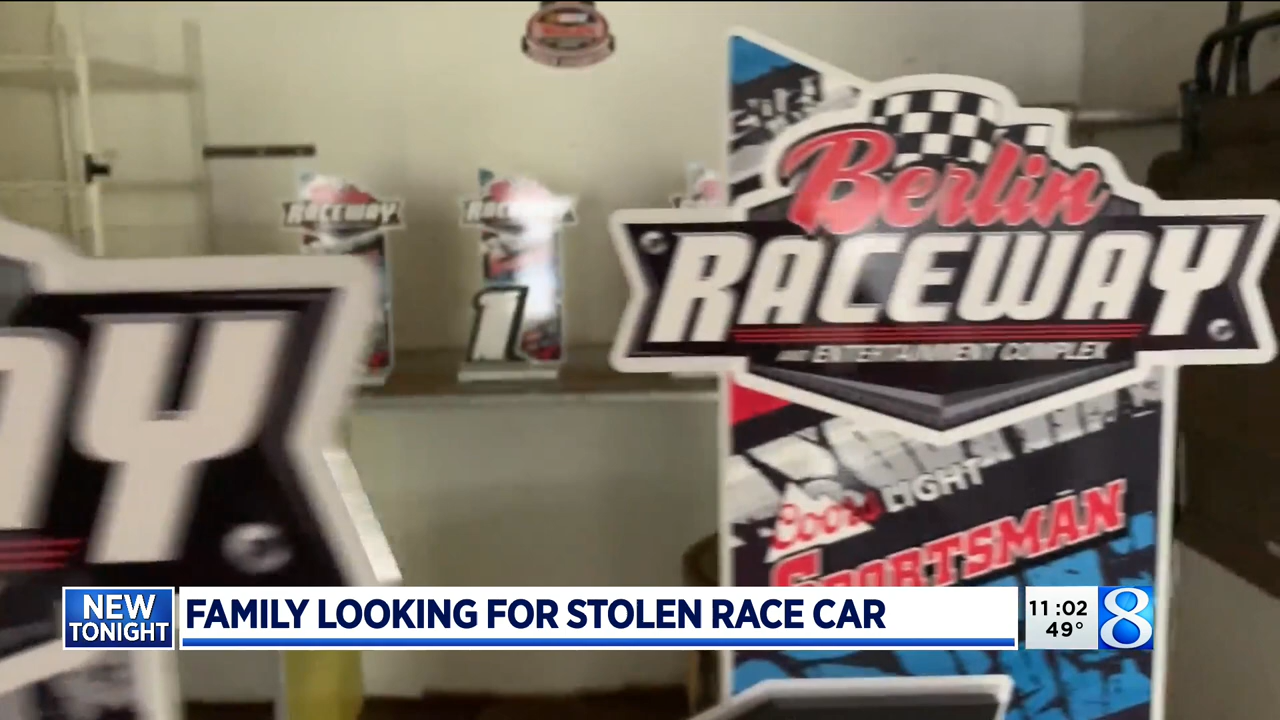 RACEWAY
RACEWAY
1
Berlin
RACEWAY
AND ENTERTAINMENT COMPLEX
Coors LIGHT
SPORTSMAN
NEW
TONIGHT
FAMILY LOOKING FOR STOLEN RACE CAR
11:02
49°
8